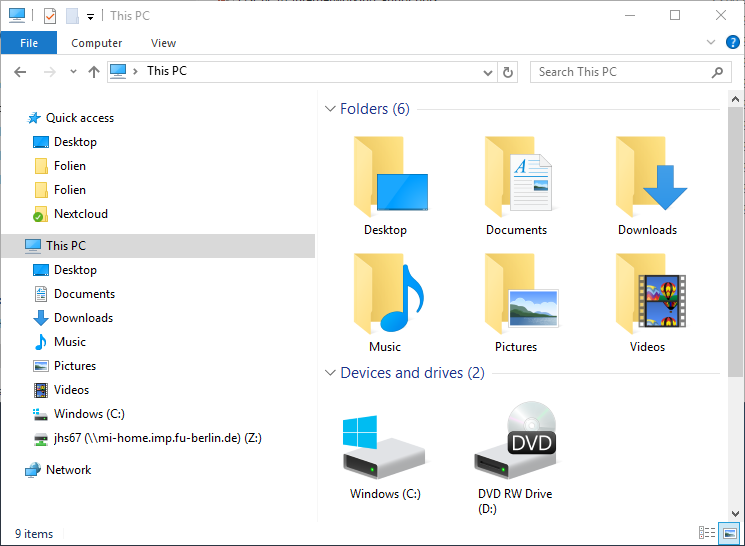 This PC
File Computer View
This PC
Search This PC
Quick access
Desktop
Folien
Folien
Nextcloud
This PC
Desktop
Documents
Downloads
Music
Pictures
Videos
Windows (C:)
jhs67 (\\mi-home.imp.fu-berlin.de) (Z:)
Network
Folders (6)
Desktop Documents Downloads
Music Pictures Videos
Devices and drives (2)
DVD
Windows (C:) DVD RW Drive
(D:)
9 items